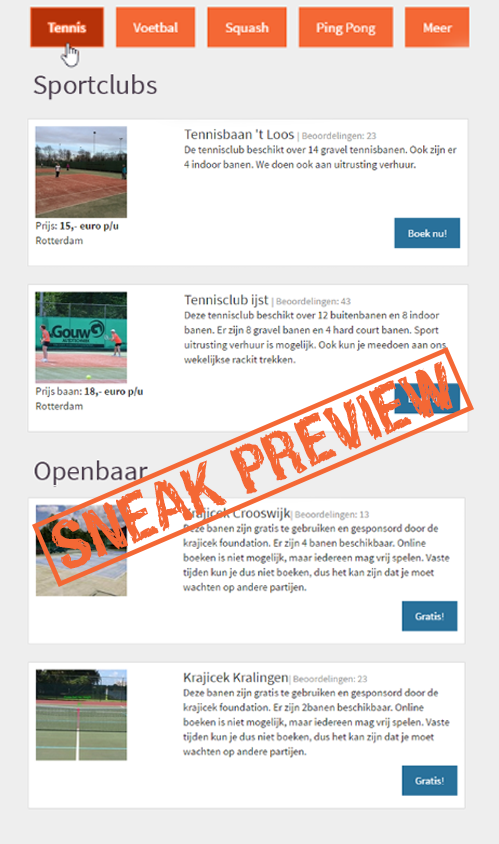 Tennis
Voetbal
Squash
Ping Pong
Meer
Sportclubs
Tennisbaan 't Loos | Beoordelingen: 23
De tennisclub beschikt over 14 gravel tennisbanen. Ook zijn er
4 indoor banen. We doen ook aan uitrusting verhuur.
Prijs: 15,- euro p/u
Rotterdam
Boek nu!
Tennisclub ijst | Beoordelingen: 43
Deze tennisclub beschikt over 12 buitenbanen en 8 indoor
banen. Er zijn 8 gravel banen en 4 hard court banen. Sport
uitrusting verhuur is mogelijk. Ook kun je meedoen aan ons
wekelijkse rackit trekken.
Gouw
Prijs baan: 18,- euro p/u
Rotterdam
SNEAK PREVIEW
Openbaar
Krajicek Crooswijk| Beoordelingen: 13
Deze banen zijn gratis te gebruiken en gesponsord door de
krajicek foundation. Er zijn 4 banen beschikbaar. Online
boeken is niet mogelijk, maar iedereen mag vrij spelen. Vaste
tijden kun je dus niet boeken, dus het kan zijn dat je moet
wachten op andere partijen.
Gratis!
Krajicek Kralingen| Beoordelingen: 23
Deze banen zijn gratis te gebruiken en gesponsord door de
krajicek foundation. Er zijn 2banen beschikbaar. Online
boeken is niet mogelijk, maar iedereen mag vrij spelen. Vaste
tijden kun je dus niet boeken, dus het kan zijn dat je moet
wachten op andere partijen.
Gratis!